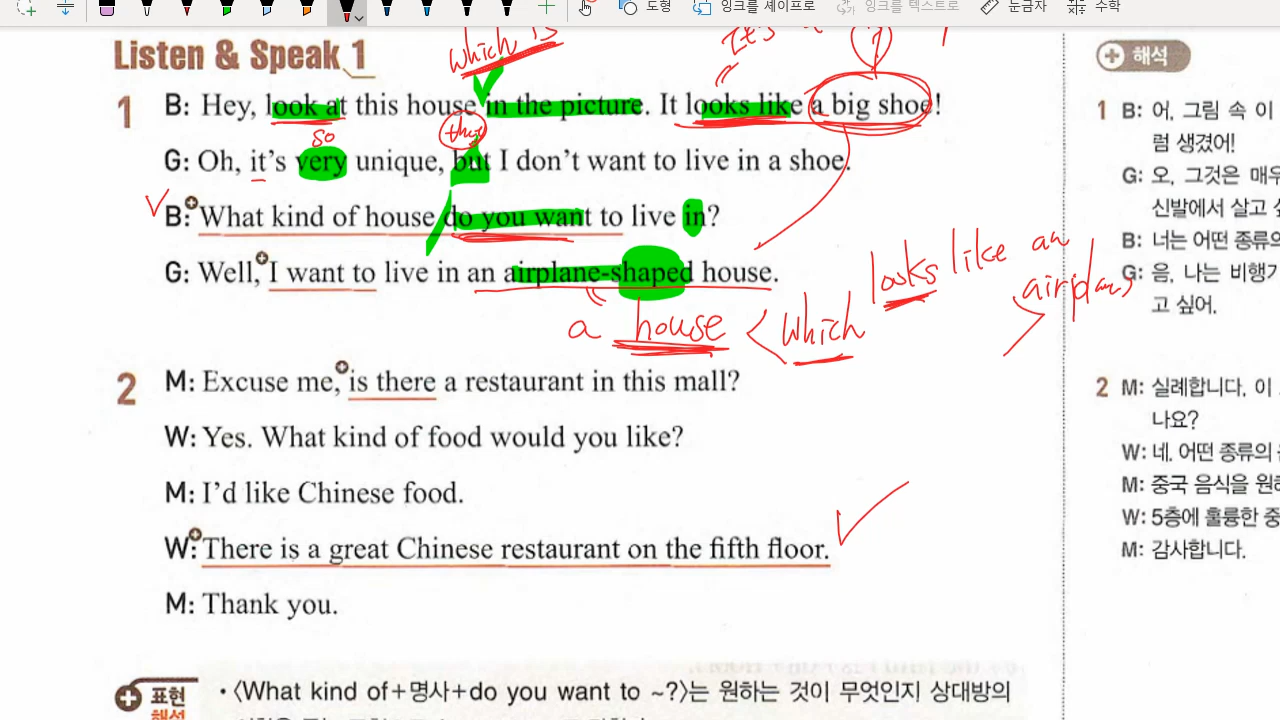 도형
잉크를 셰이프로
잉크를 텍스트로
눈금자
수학
which is
It's
Listen & Speak 1
1 B: Hey, look at this house in the picture. It looks like a big shoe!
so
G: Oh, it's very unique, but I don't want to live in a shoe.
B: What kind of house do you want to live in?
G: Well, I want to live in an airplane-shaped house.
looks like an
airplane
a house < which
2 M: Excuse me, is there a restaurant in this mall?
W: Yes. What kind of food would you like?
M: I'd like Chinese food.
W: There is a great Chinese restaurant on the fifth floor.
M: Thank you.
표현
해석
• 〈What kind of+명사+do you want to ~?〉는 원하는 것이 무엇인지 상대방의
해석
1 B: 어, 그림 속 이
럼 생겼어!
G: 오, 그것은 매우
신발에서 살고 싶
B: 너는 어떤 종류의
G: 음, 나는 비행기
고 싶어.
2 M: 실례합니다. 이
나요?
W: 네. 어떤 종류의
M: 중국 음식을 원하
W: 5층에 훌륭한 중
M: 감사합니다.